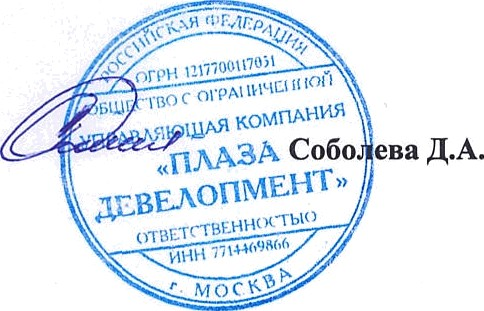 РОССИЙСКАЯ ФЕДЕРАЦИЯ
ОГРН 1217700117051
ОБЩЕСТВО С ОГРАНИЧЕННОЙ
УПРАВЛЯЮЩАЯ КОМПАНИЯ
«ПЛАЗА
ДЕВЕЛОПМЕНТ»
Соболева Д.А.
ОТВЕТСТВЕННОСТЬЮ
ИНН 7714469866
г. МОСКВА